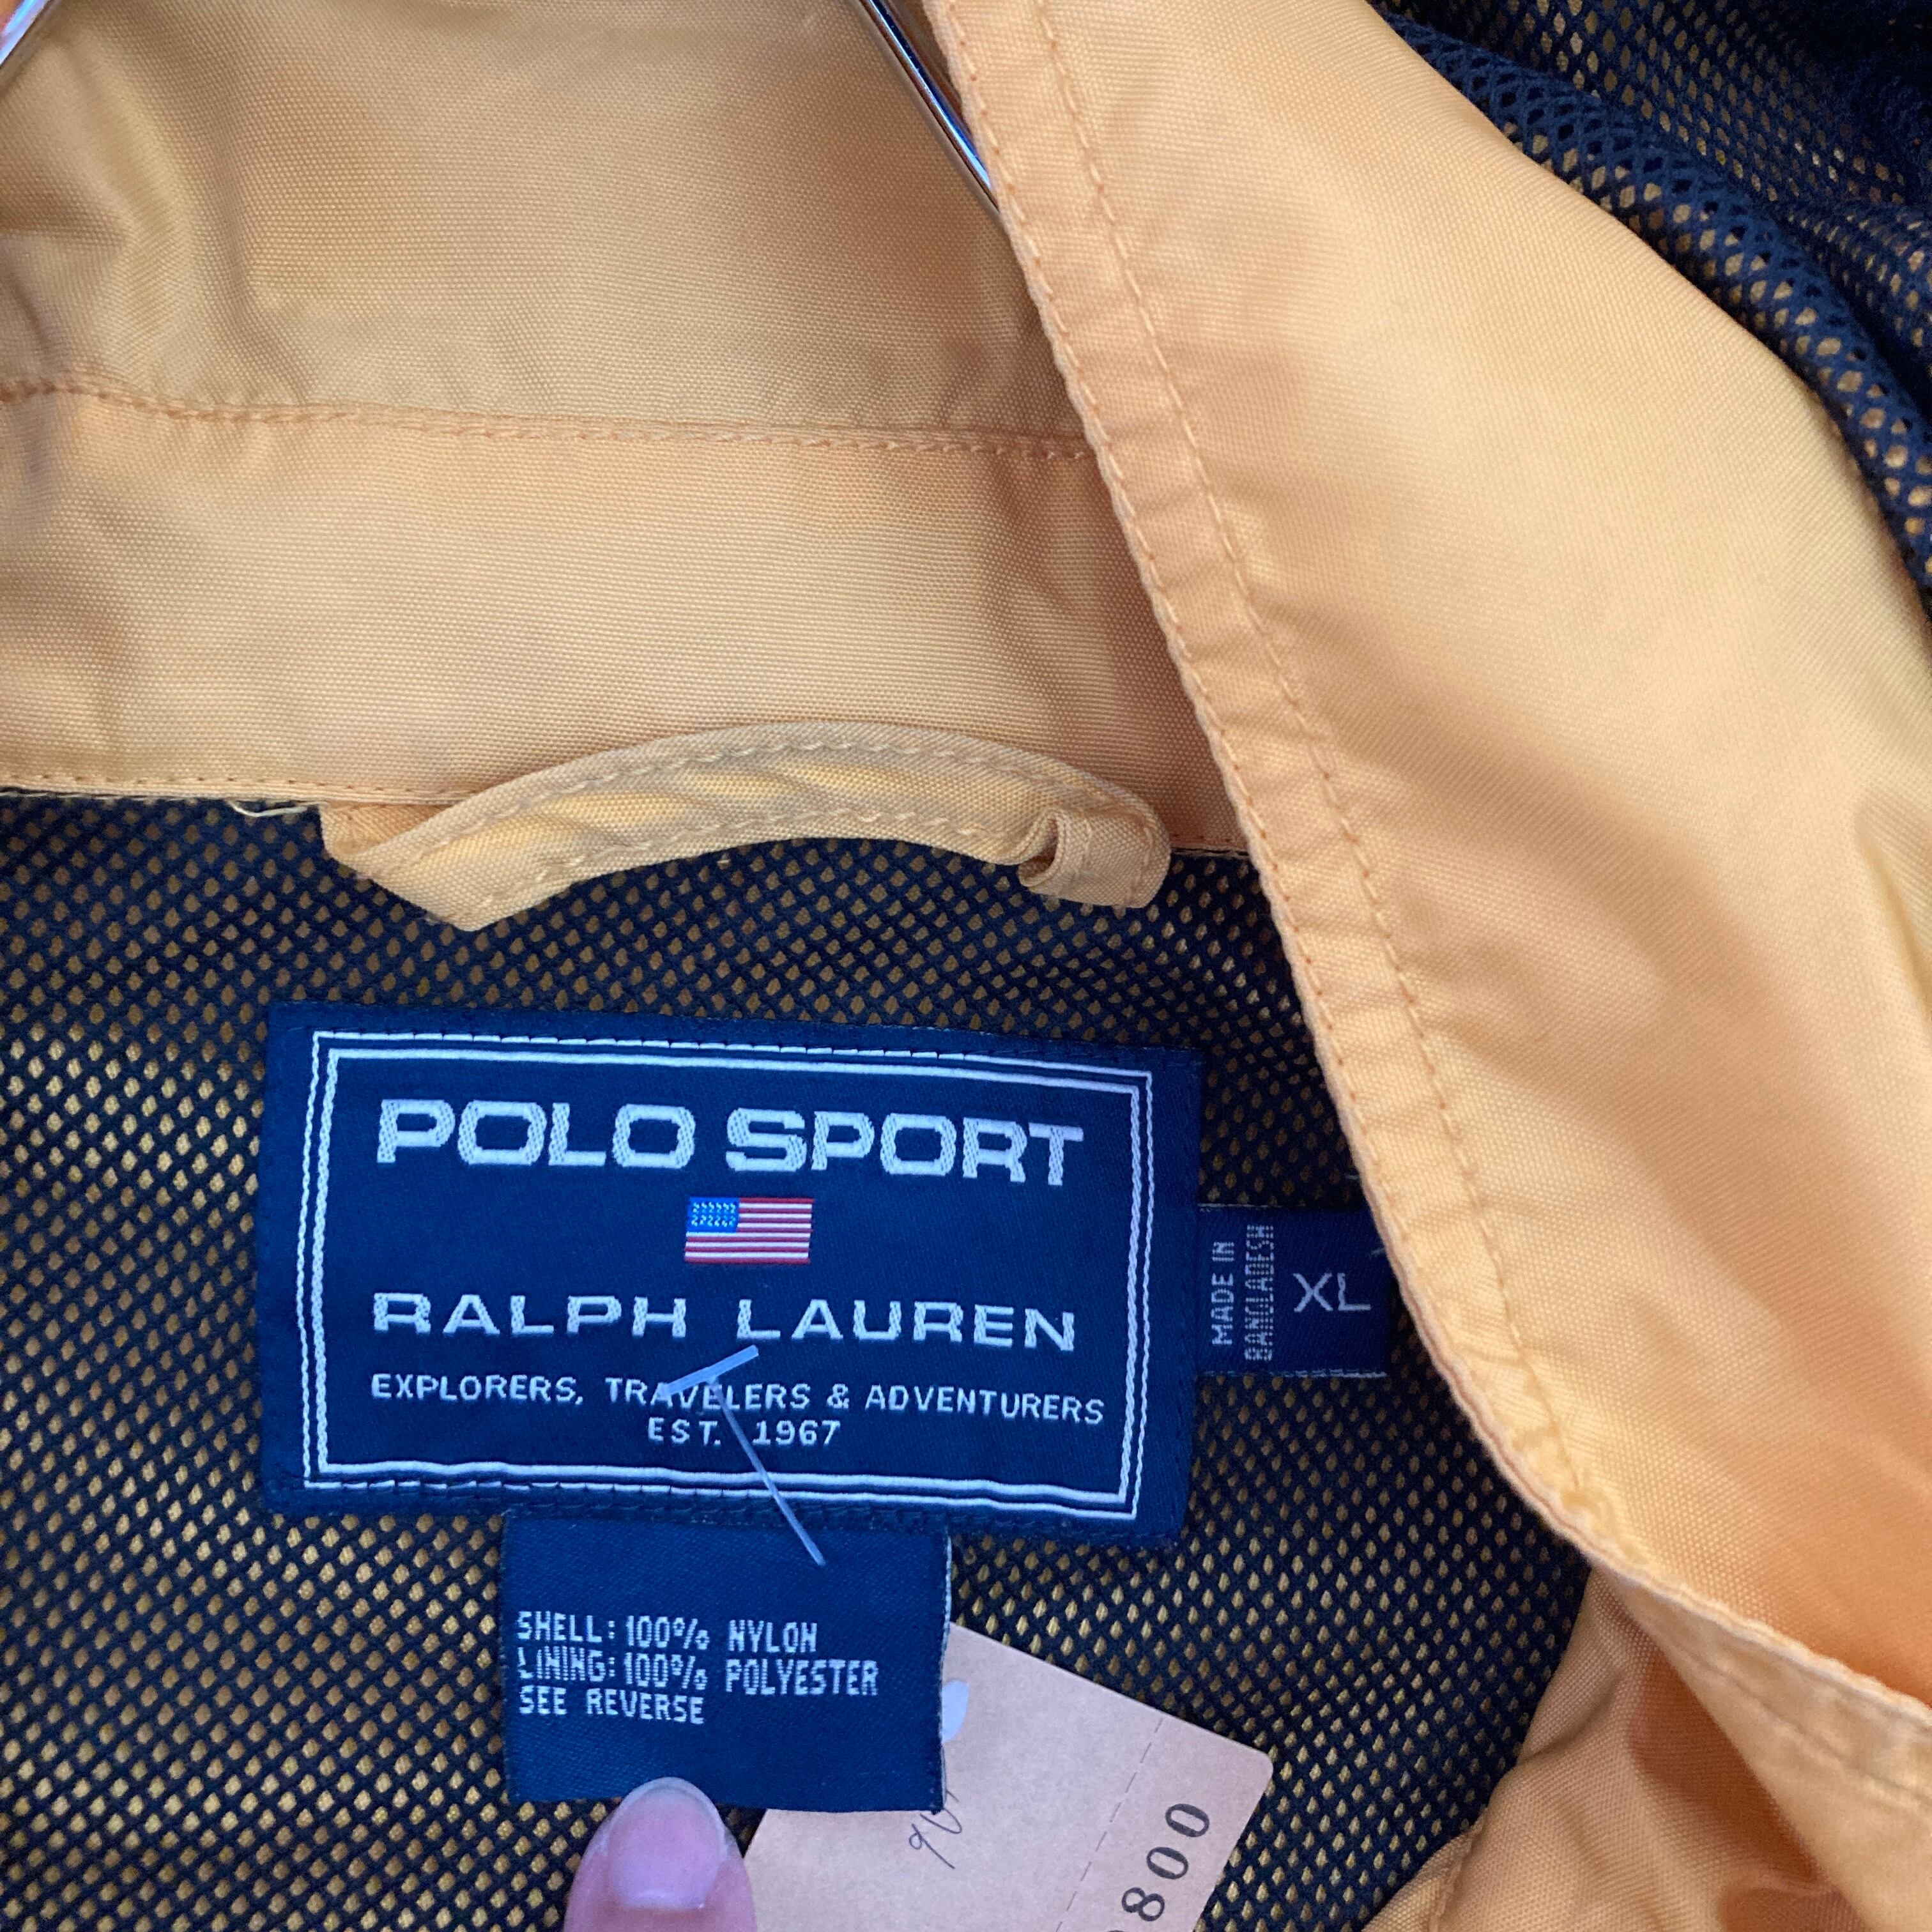 POLO SPORT
RALPH LAUREN
EXPLORERS, TRAVELERS & ADVENTURERS
EST. 1967
MADE IN
BANGLADESH
XL
SHELL: 100% NYLON
LINING: 100% POLYESTER
SEE REVERSE